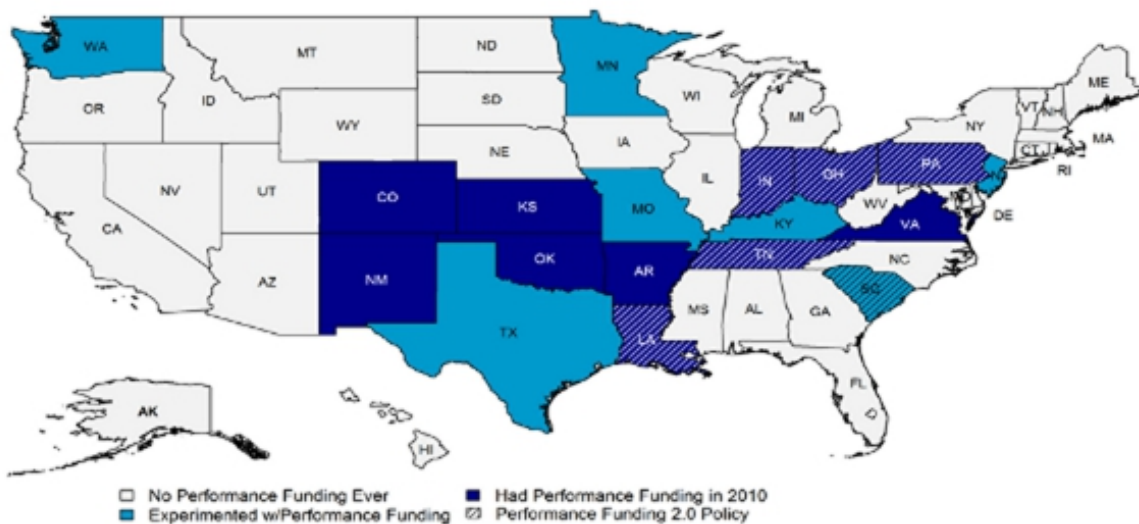 WA
MT
ND
MN
ME
OR
ID
SD
WI
MI
VT
NH
NY
MA
WY
IA
NE
CT
RI
PA
NV
UT
CO
KS
MO
IL
IN
OH
WV
DE
VA
KY
CA
AZ
NM
OK
AR
TN
NC
SC
TX
MS
AL
GA
LA
FL
AK
HI
No Performance Funding Ever
Had Performance Funding in 2010
Experimented w/Performance Funding
Performance Funding 2.0 Policy